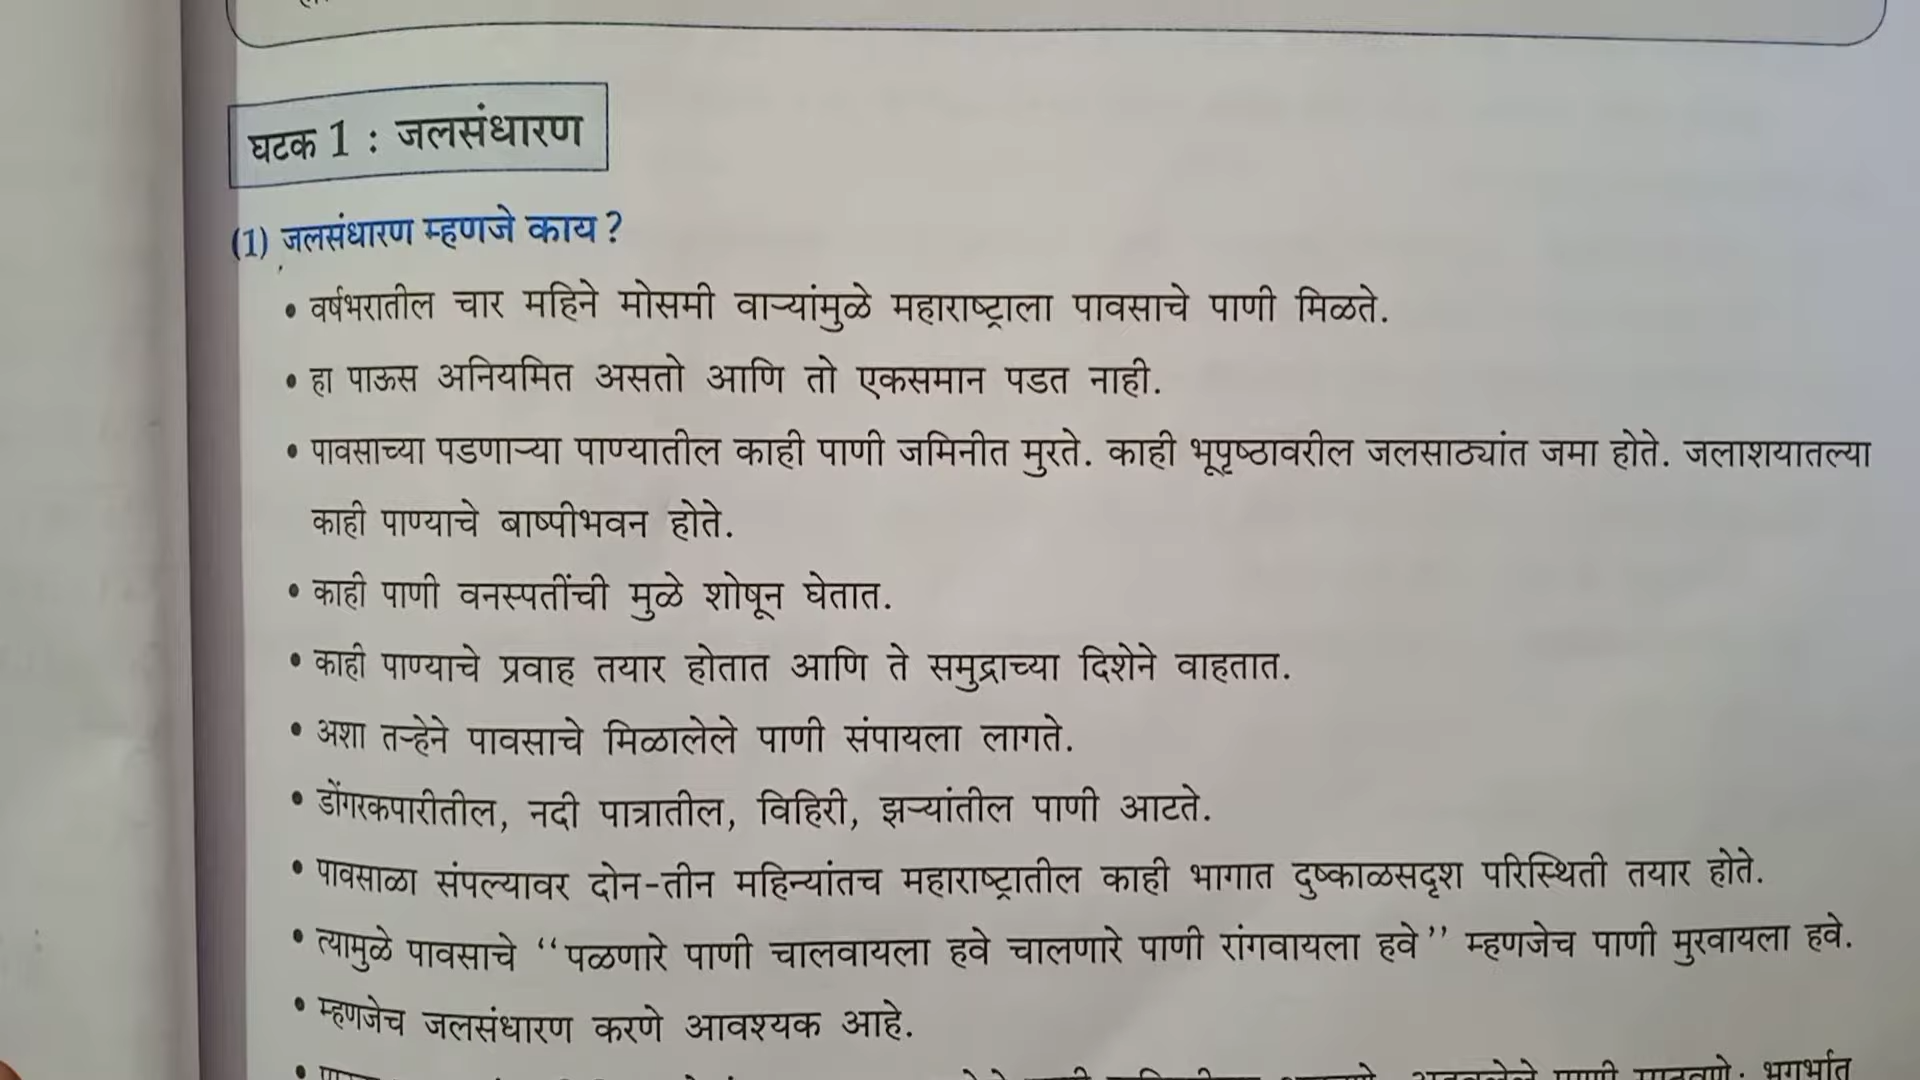 घटक 1 : जलसंधारण
(1) जलसंधारण म्हणजे काय ?
• वर्षभरातील चार महिने मोसमी वाऱ्यांमुळे महाराष्ट्राला पावसाचे पाणी मिळते.
• हा पाऊस अनियमित असतो आणि तो एकसमान पडत नाही.
• पावसाच्या पडणाऱ्या पाण्यातील काही पाणी जमिनीत मुरते. काही भूपृष्ठावरील जलसाठ्यांत जमा होते. जलाशयातल्या
काही पाण्याचे बाष्पीभवन होते.
• काही पाणी वनस्पतींची मुळे शोषून घेतात.
• काही पाण्याचे प्रवाह तयार होतात आणि ते समुद्राच्या दिशेने वाहतात.
• अशा तऱ्हेने पावसाचे मिळालेले पाणी संपायला लागते.
• डोंगरकपारीतील, नदी पात्रातील, विहिरी, झऱ्यांतील पाणी आटते.
• पावसाळा संपल्यावर दोन-तीन महिन्यांतच महाराष्ट्रातील काही भागात दुष्काळसदृश परिस्थिती तयार होते.
• त्यामुळे पावसाचे ‘‘पळणारे पाणी चालवायला हवे चालणारे पाणी रांगवायला हवे’’ म्हणजेच पाणी मुरवायला हवे.
• म्हणजेच जलसंधारण करणे आवश्यक आहे.
पाणी साठवणे; भूगर्भात